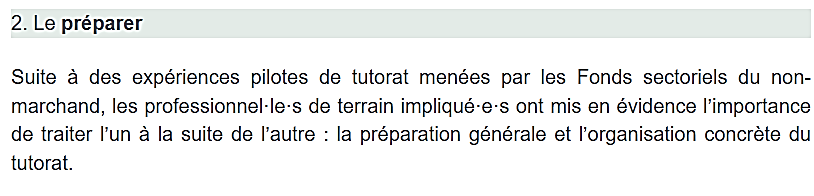 2. Le préparer
Suite à des expériences pilotes de tutorat menées par les Fonds sectoriels du non-
marchand, les professionnel·le·s de terrain impliqué·e·s ont mis en évidence l’importance
de traiter l’un à la suite de l’autre : la préparation générale et l’organisation concrète du
tutorat.